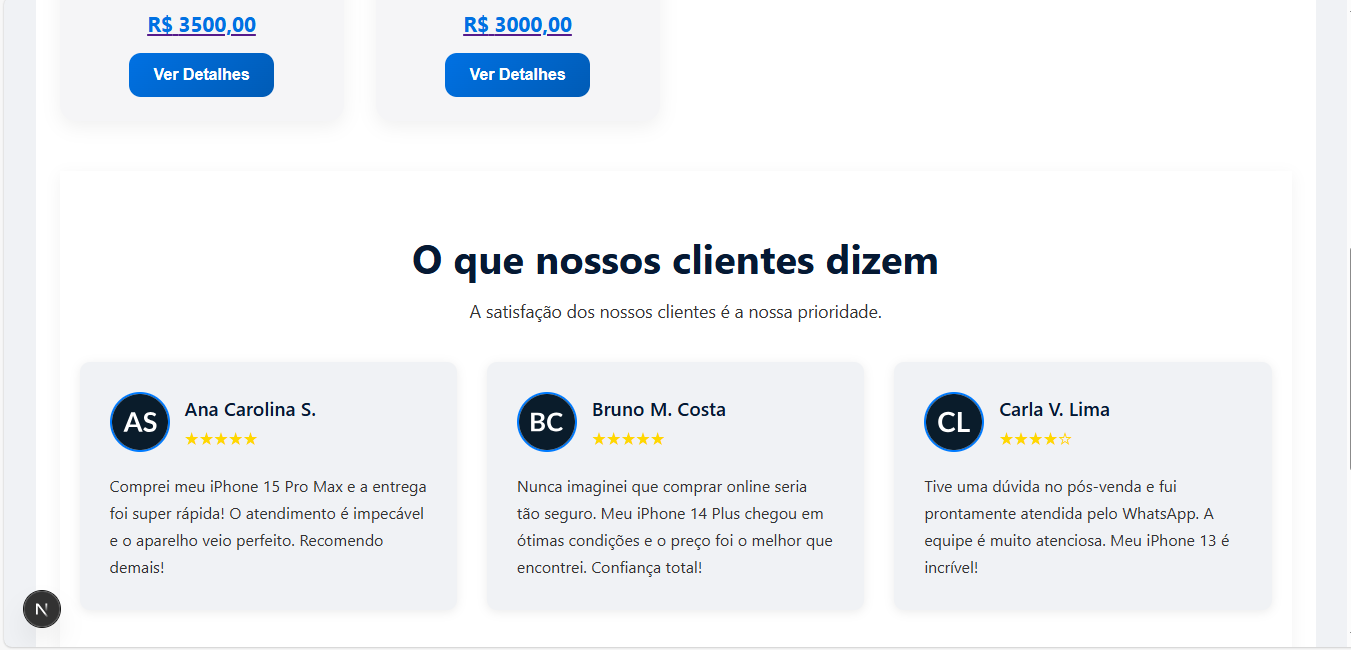 R$ 3500,00
R$ 3000,00
Ver Detalhes
Ver Detalhes
O que nossos clientes dizem
A satisfação dos nossos clientes é a nossa prioridade.
AS
Ana Carolina S.
★★★★★
Comprei meu iPhone 15 Pro Max e a entrega
foi super rápida! O atendimento é impecável
e o aparelho veio perfeito. Recomendo
demais!
BC
Bruno M. Costa
★★★★★
Nunca imaginei que comprar online seria
tão seguro. Meu iPhone 14 Plus chegou em
ótimas condições e o preço foi o melhor que
encontrei. Confiança total!
CL
Carla V. Lima
★★★★☆
Tive uma dúvida no pós-venda e fui
prontamente atendida pelo WhatsApp. A
equipe é muito atenciosa. Meu iPhone 13 é
incrível!
N